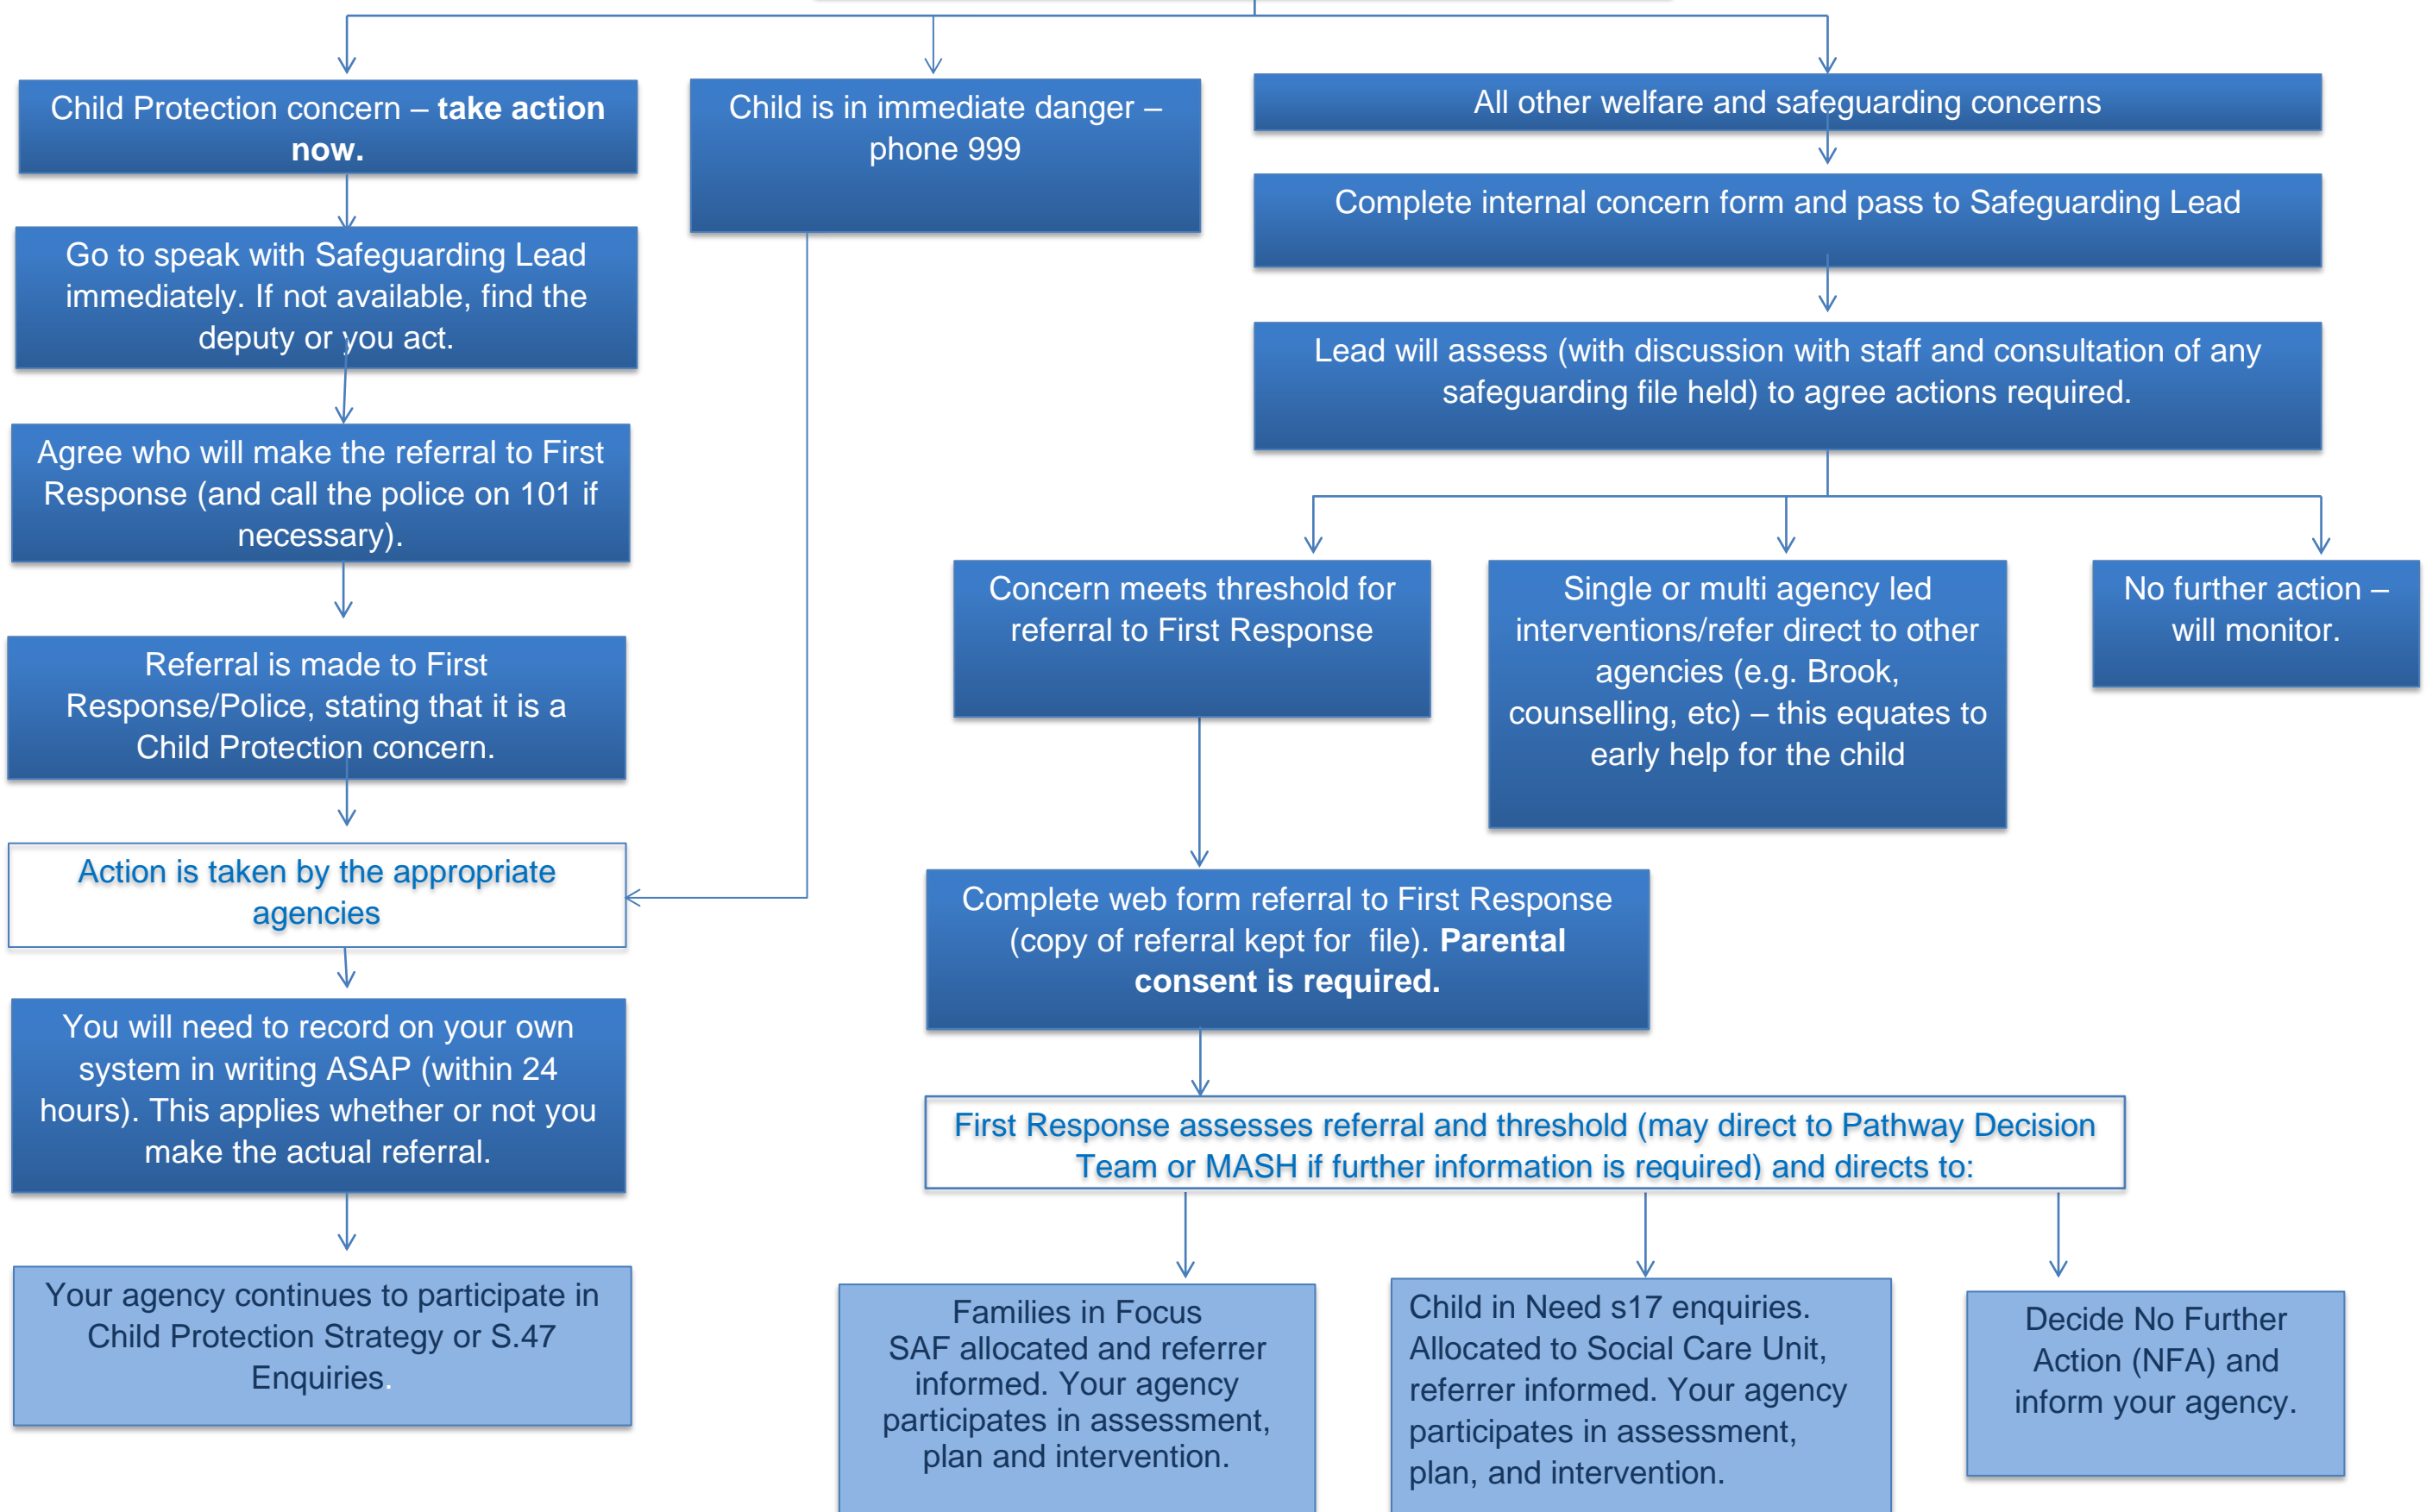 Child Protection concern – take action
now.
Child is in immediate danger –
phone 999
All other welfare and safeguarding concerns
Go to speak with Safeguarding Lead
immediately. If not available, find the
deputy or you act.
Complete internal concern form and pass to Safeguarding Lead
Lead will assess (with discussion with staff and consultation of any
safeguarding file held) to agree actions required.
Agree who will make the referral to First
Response (and call the police on 101 if
necessary).
Concern meets threshold for
referral to First Response
Single or multi agency led
interventions/refer direct to other
agencies (e.g. Brook,
counselling, etc) – this equates to
early help for the child
No further action –
will monitor.
Referral is made to First
Response/Police, stating that it is a
Child Protection concern.
Action is taken by the appropriate
agencies
Complete web form referral to First Response
(copy of referral kept for file). Parental
consent is required.
You will need to record on your own
system in writing ASAP (within 24
hours). This applies whether or not you
make the actual referral.
First Response assesses referral and threshold (may direct to Pathway Decision
Team or MASH if further information is required) and directs to:
Your agency continues to participate in
Child Protection Strategy or S.47
Enquiries.
Families in Focus
SAF allocated and referrer
informed. Your agency
participates in assessment,
plan and intervention.
Child in Need s17 enquiries.
Allocated to Social Care Unit,
referrer informed. Your agency
participates in assessment,
plan, and intervention.
Decide No Further
Action (NFA) and
inform your agency.